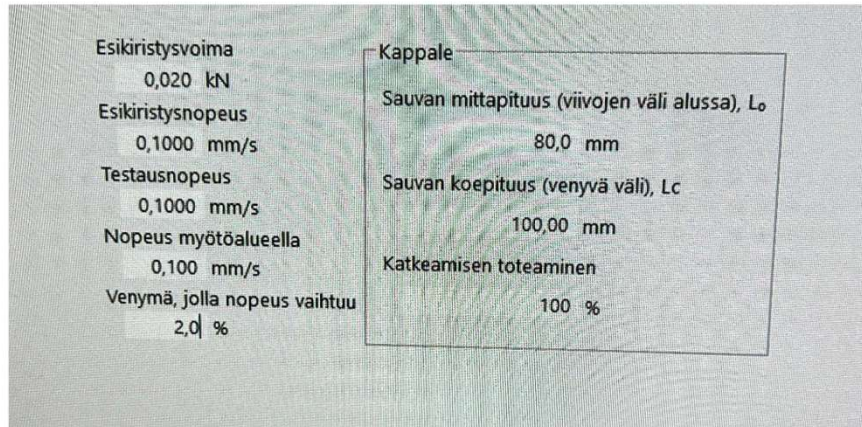 Esikiristysvoima
0,020 kN
Esikiristysnopeus
0,1000 mm/s
Testausnopeus
0,1000 mm/s
Nopeus myötöalueella
0,100 mm/s
Venymä, jolla nopeus vaihtuu
2,0 %
Kappale
Sauvan mittapituus (viivojen väli alussa), Lo
80,0 mm
Sauvan koepituus (venyvä väli), Lc
100,00 mm
Katkeamisen toteaminen
100 %